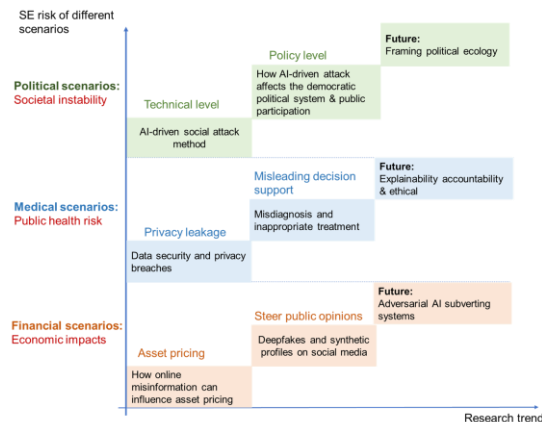 SE risk of different
scenarios
Future:
Framing political ecology
Policy level
How AI-driven attack
affects the democratic
political system & public
participation
Political scenarios:
Societal instability
Technical level
AI-driven social attack
method
Future:
Explainability accountability
& ethical
Misleading decision
support
Misdiagnosis and
inappropriate treatment
Medical scenarios:
Public health risk
Privacy leakage
Data security and privacy
breaches
Future:
Adversarial AI subverting
systems
Steer public opinions
Deepfakes and synthetic
profiles on social media
Financial scenarios:
Economic impacts
Asset pricing
How online
misinformation can
influence asset pricing
Research trend